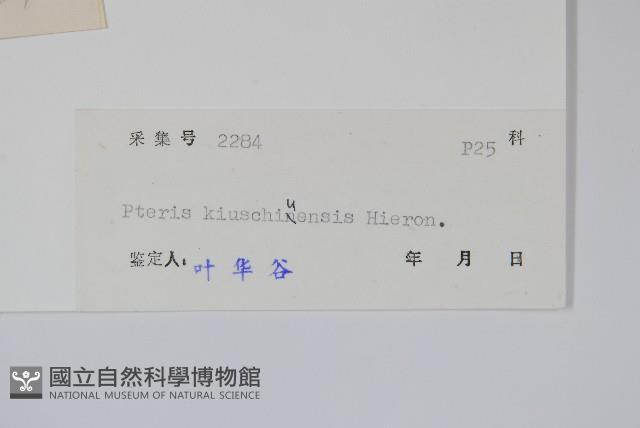 采集号 2284 P25 科
Pteris kiuschiuensis Hieron.
鉴定人: 叶华谷 年 月 日
國立自然科學博物館
NATIONAL MUSEUM OF NATURAL SCIENCE